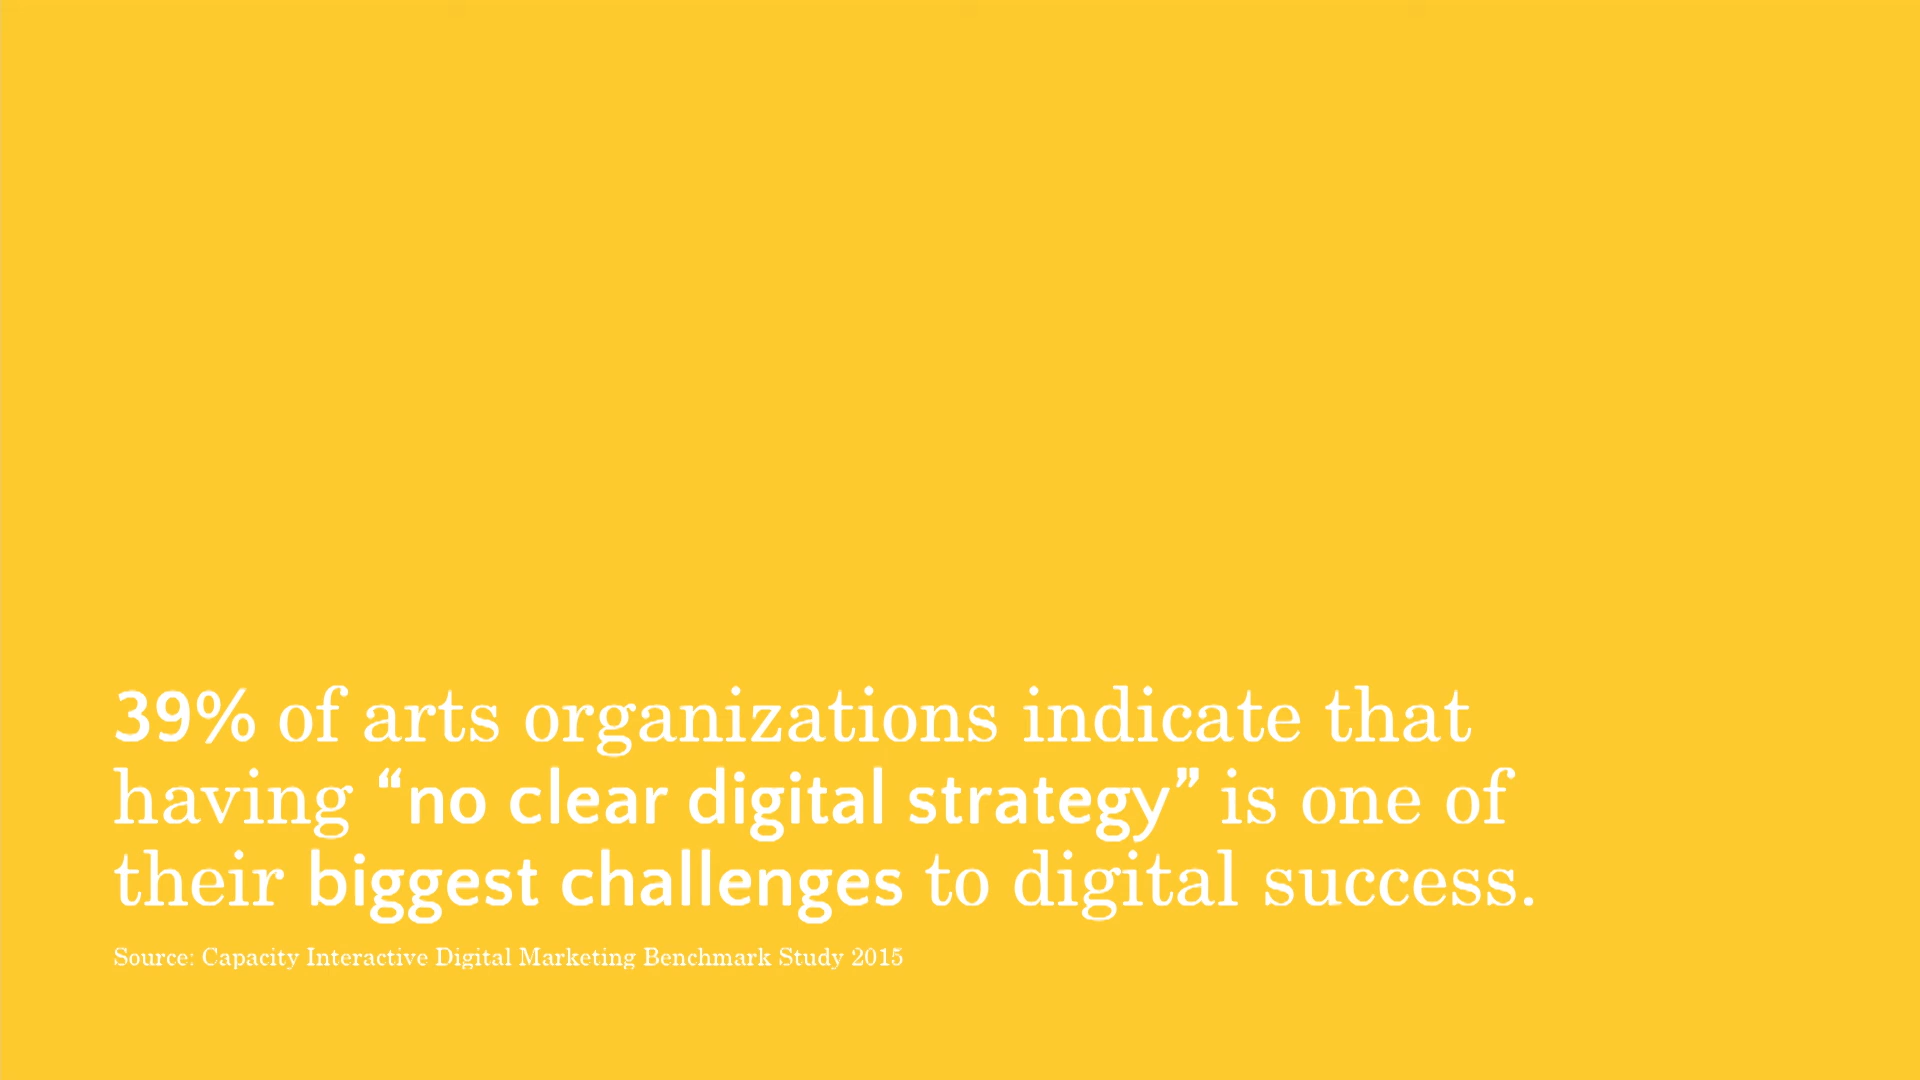 39% of arts organizations indicate that
having “no clear digital strategy” is one of
their biggest challenges to digital success.
Source: Capacity Interactive Digital Marketing Benchmark Study 2015